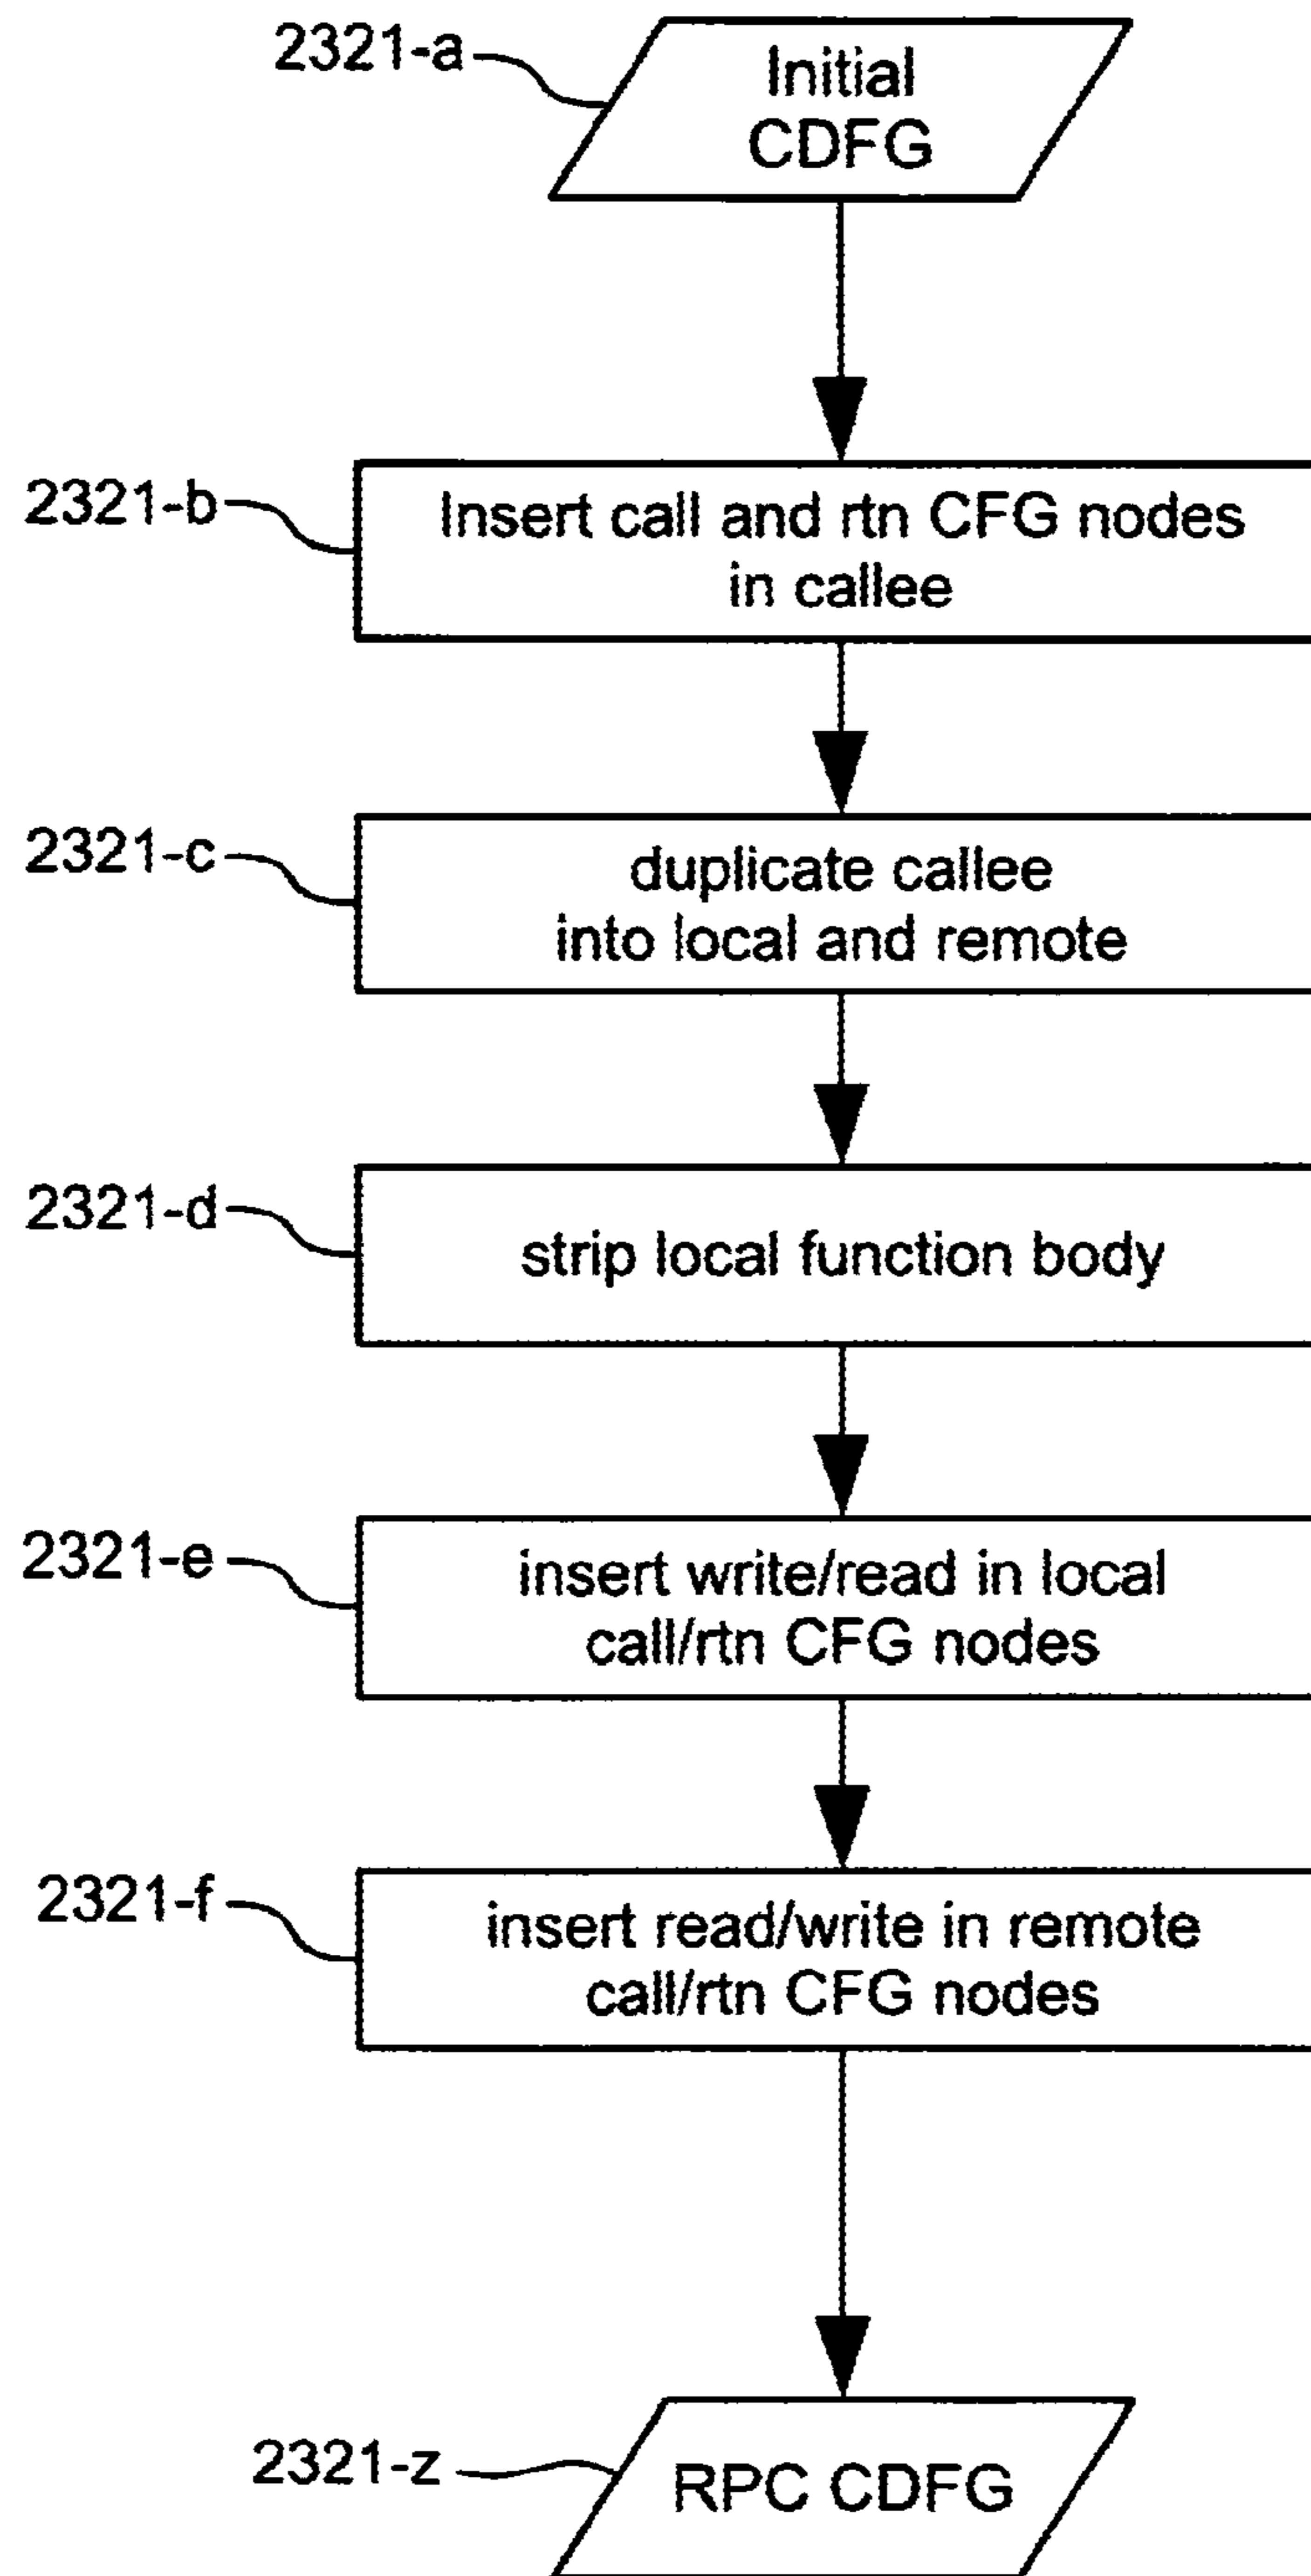 2321-a
Initial
CDFG
2321-b
Insert call and rtn CFG nodes
in callee
2321-c
duplicate callee
into local and remote
2321-d
strip local function body
2321-e
insert write/read in local
call/rtn CFG nodes
2321-f
insert read/write in remote
call/rtn CFG nodes
2321-z
RPC CDFG